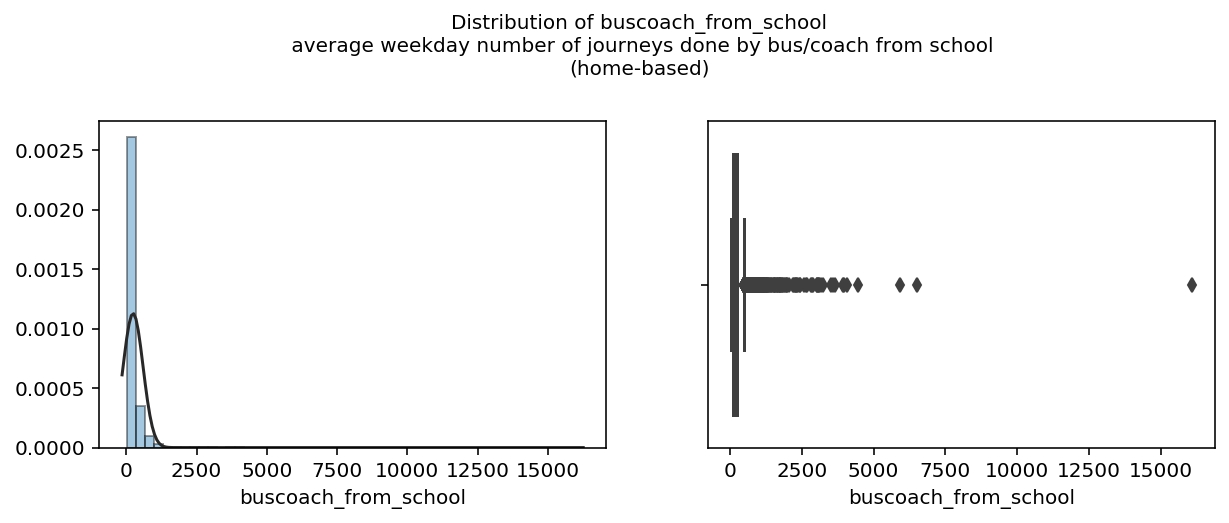 Distribution of buscoach_from_school
average weekday number of journeys done by bus/coach from school
(home-based)
0.0025
0.0020
0.0015
0.0010
0.0005
0.0000
0 2500 5000 7500 10000 12500 15000
buscoach_from_school
0 2500 5000 7500 10000 12500 15000
buscoach_from_school